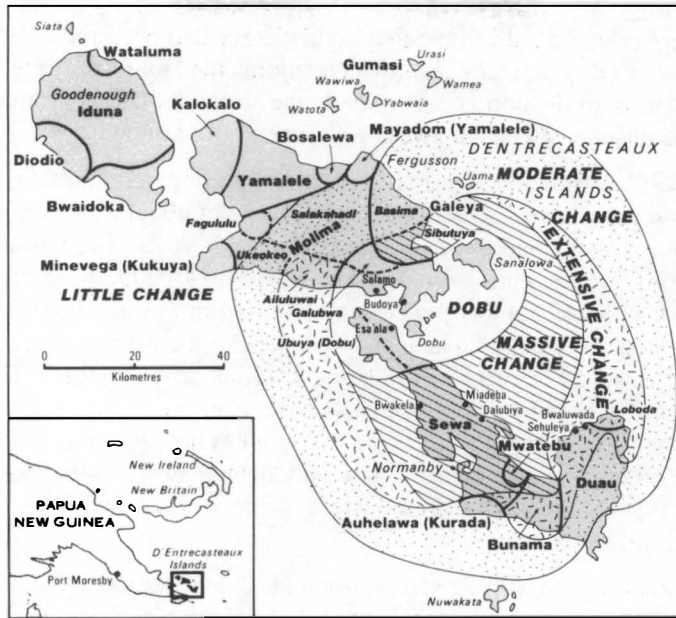 Siata
Wataluma
Goodenough
Iduna
Diodio
Bwaidoka
Kalokalo
Gumasi
Urasi
Wamea
Wawiwa
Yabwaia
Watota
Bosalewa
Mayadom (Yamalele)
Fergusson
Yamalele
D'ENTRECASTEAUX
MODERATE
ISLANDS
CHANGE
Uama
Salakahadi
Basima
Galeya
Fagululu
Molima
Sibutuya
Ukeokeo
Minevega (Kukuya)
Sanalowa
EXTENSIVE CHANGE
LITTLE CHANGE
Salamo
Ailuluwai
Budoya
DOBU
Galubwa
Esa'ala
Dobu
Ubuya (Dobu)
MASSIVE
CHANGE
0 20 40
Kilometres
Miadeba
Bwakela
Dalubiya
Loboda
Bwaluwada
Sewa
Sehuleya
Mwatebu
Normanby
Duau
Auhelawa (Kurada)
Bunama
Nuwakata
New Ireland
New Britain
PAPUA
NEW GUINEA
D'Entrecasteaux
Islands
Port Moresby